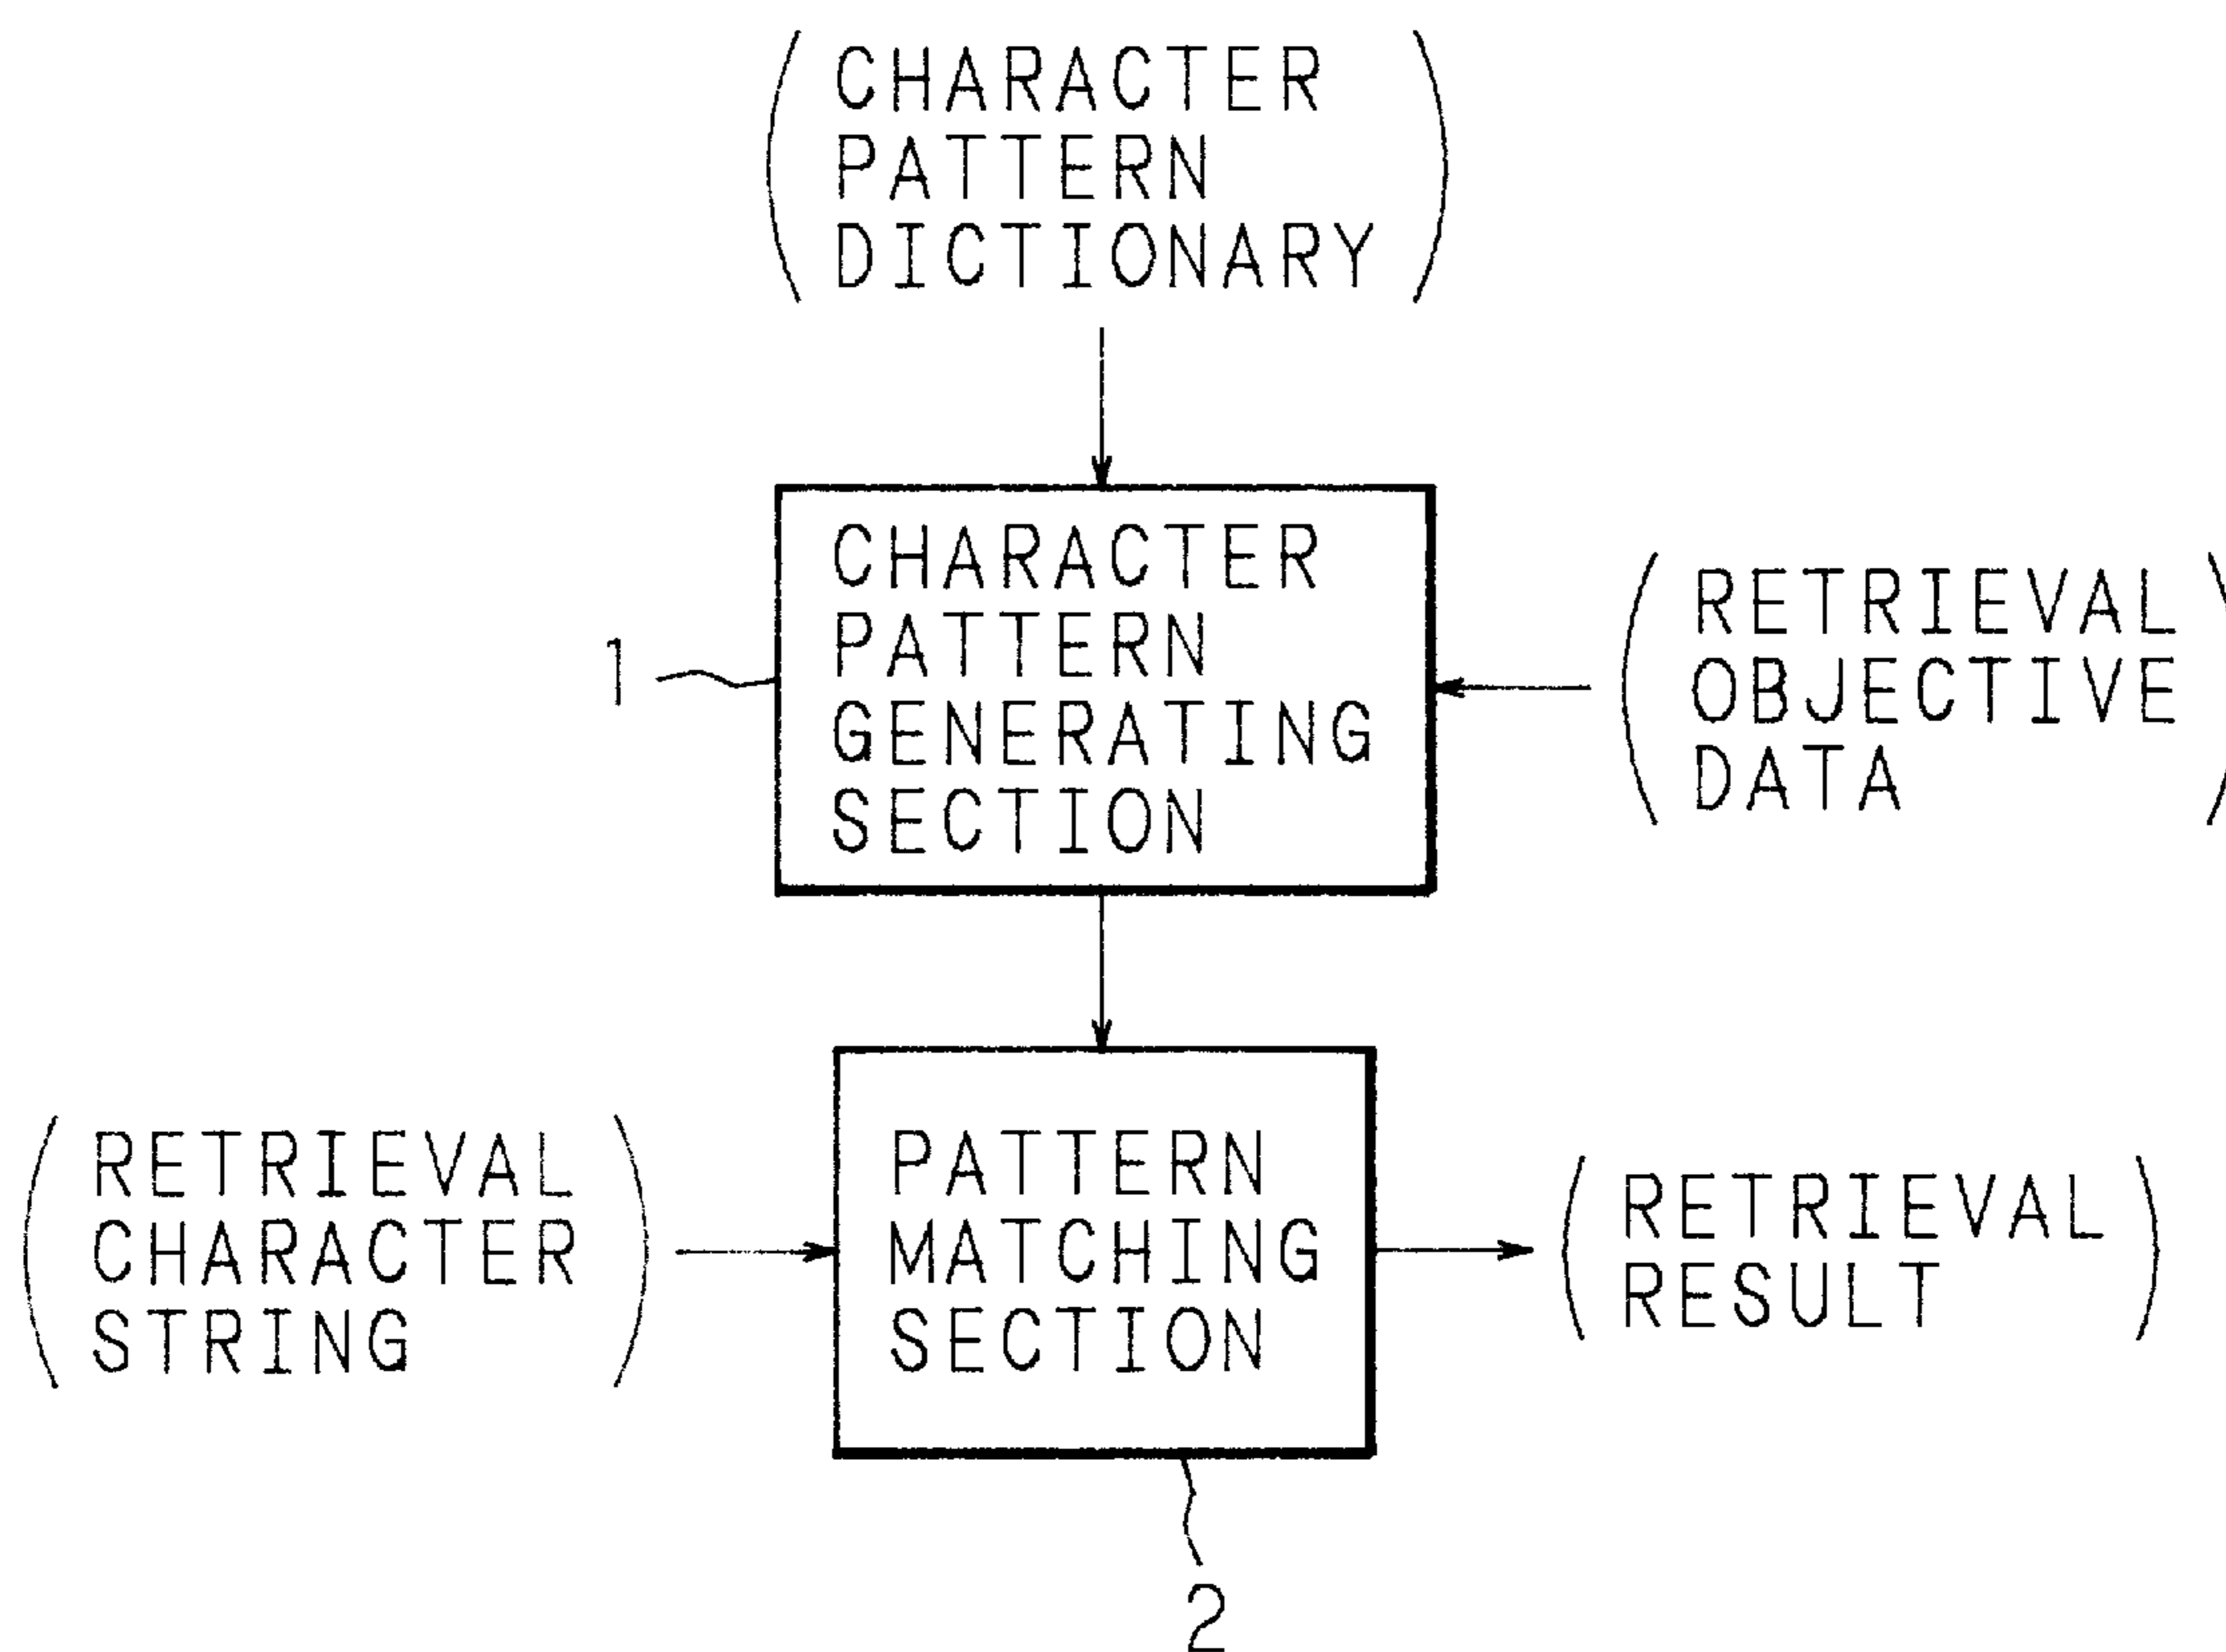 CHARACTER
PATTERN
DICTIONARY
CHARACTER
PATTERN
GENERATING
SECTION
1
RETRIEVAL
OBJECTIVE
DATA
RETRIEVAL
CHARACTER
STRING
PATTERN
MATCHING
SECTION
RETRIEVAL
RESULT
2